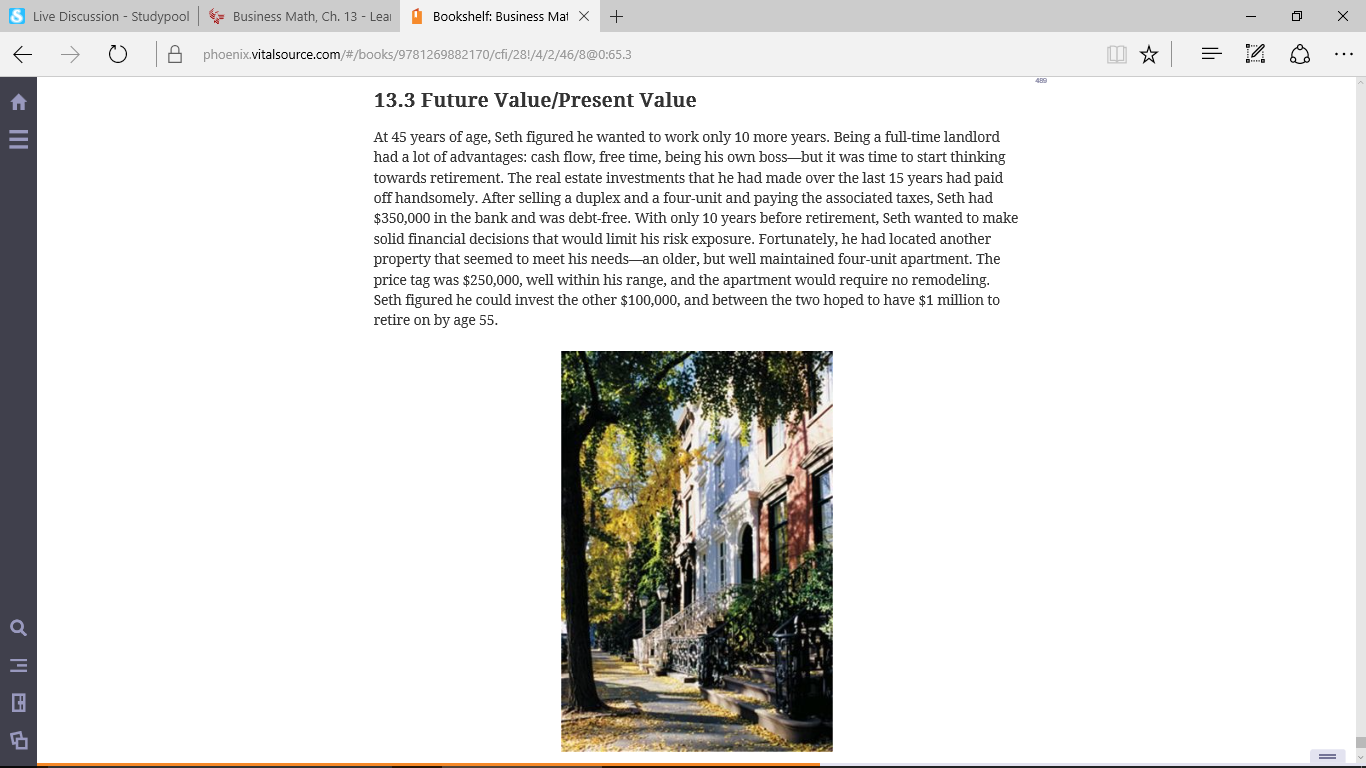 Live Discussion - Studypool
Business Math, Ch. 13 - Lear
Bookshelf: Business Mat
phoenix.vitalsource.com/#/books/9781269882170/cfi/28!/4/2/46/8@0:65.3
489
13.3 Future Value/Present Value
At 45 years of age, Seth figured he wanted to work only 10 more years. Being a full-time landlord
had a lot of advantages: cash flow, free time, being his own boss—but it was time to start thinking
towards retirement. The real estate investments that he had made over the last 15 years had paid
off handsomely. After selling a duplex and a four-unit and paying the associated taxes, Seth had
$350,000 in the bank and was debt-free. With only 10 years before retirement, Seth wanted to make
solid financial decisions that would limit his risk exposure. Fortunately, he had located another
property that seemed to meet his needs—an older, but well maintained four-unit apartment. The
price tag was $250,000, well within his range, and the apartment would require no remodeling.
Seth figured he could invest the other $100,000, and between the two hoped to have $1 million to
retire on by age 55.